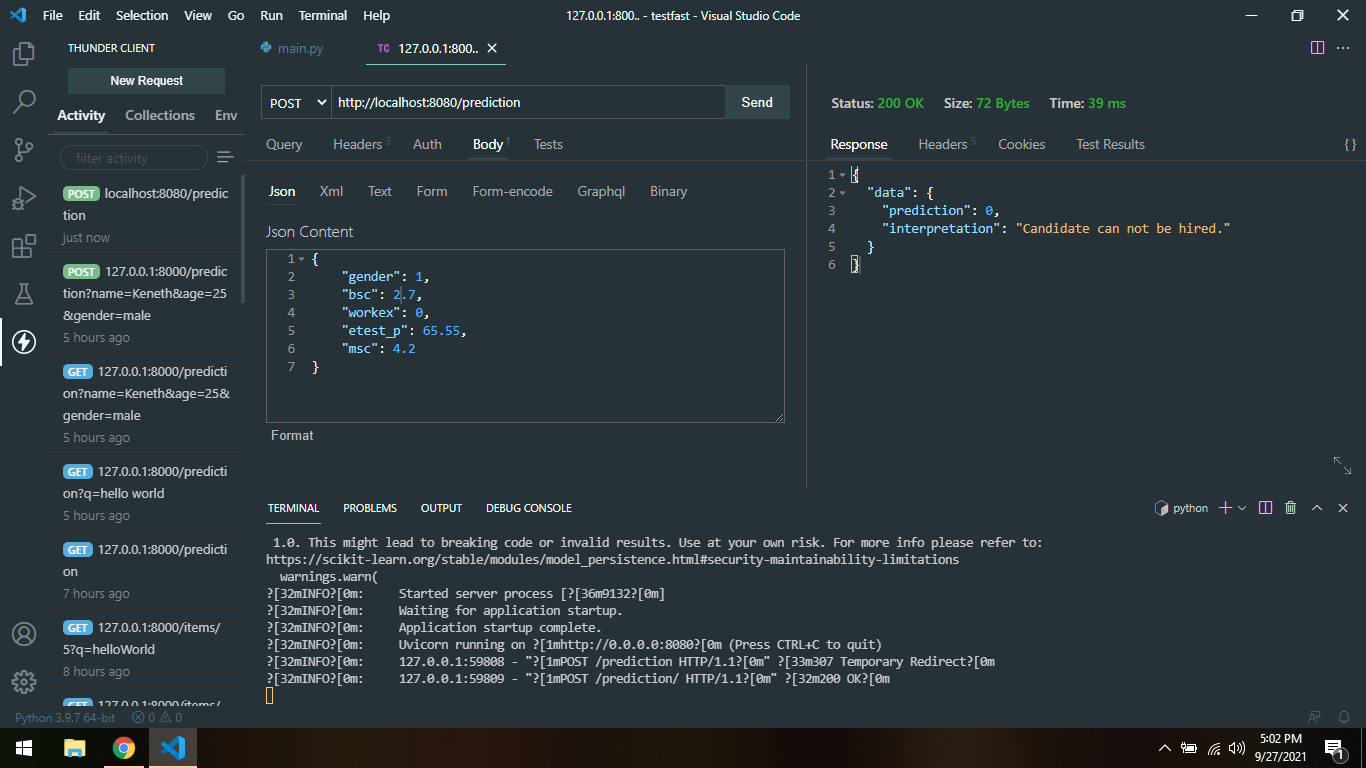 File Edit Selection View Go Run Terminal Help
127.0.0.1:800.. - testfast - Visual Studio Code
THUNDER CLIENT
New Request
Activity Collections Env
filter activity
POST localhost:8080/predic
tion
just now
POST 127.0.0.1:8000/predic
tion?name=Keneth&age=25
&gender=male
5 hours ago
GET 127.0.0.1:8000/predicti
on?name=Keneth&age=25&
gender=male
5 hours ago
GET 127.0.0.1:8000/predicti
on?q=hello world
5 hours ago
GET 127.0.0.1:8000/predicti
on
7 hours ago
GET 127.0.0.1:8000/items/
5?q=helloWorld
8 hours ago
GET 127.0.0.1:8000/items/
main.py TC 127.0.0.1:800..
POST http://localhost:8080/prediction Send
Query Headers 3 Auth Body 1 Tests
Json Xml Text Form Form-encode Graphql Binary
Json Content
1 {
2 "gender": 1,
3 "bsc": 2.7,
4 "workex": 0,
5 "etest_p": 65.55,
6 "msc": 4.2
7 }
Format
Status: 200 OK Size: 72 Bytes Time: 39 ms
Response Headers 5 Cookies Test Results { }
1 {
2 "data": {
3 "prediction": 0,
4 "interpretation": "Candidate can not be hired."
5 }
6 }
TERMINAL PROBLEMS OUTPUT DEBUG CONSOLE
python
1.0. This might lead to breaking code or invalid results. Use at your own risk. For more info please refer to:
https://scikit-learn.org/stable/modules/model_persistence.html#security-maintainability-limitations
warnings.warn(
?[32mINFO?[0m: Started server process [?[36m9132?[0m]
?[32mINFO?[0m: Waiting for application startup.
?[32mINFO?[0m: Application startup complete.
?[32mINFO?[0m: Uvicorn running on ?[1mhttp://0.0.0.0:8080?[0m (Press CTRL+C to quit)
?[32mINFO?[0m: 127.0.0.1:59808 - "?[1mPOST /prediction HTTP/1.1?[0m" ?[33m307 Temporary Redirect?[0m
?[32mINFO?[0m: 127.0.0.1:59809 - "?[1mPOST /prediction/ HTTP/1.1?[0m" ?[32m200 OK?[0m
Python 3.9.7 64-bit 0 0
5:02 PM
9/27/2021
1